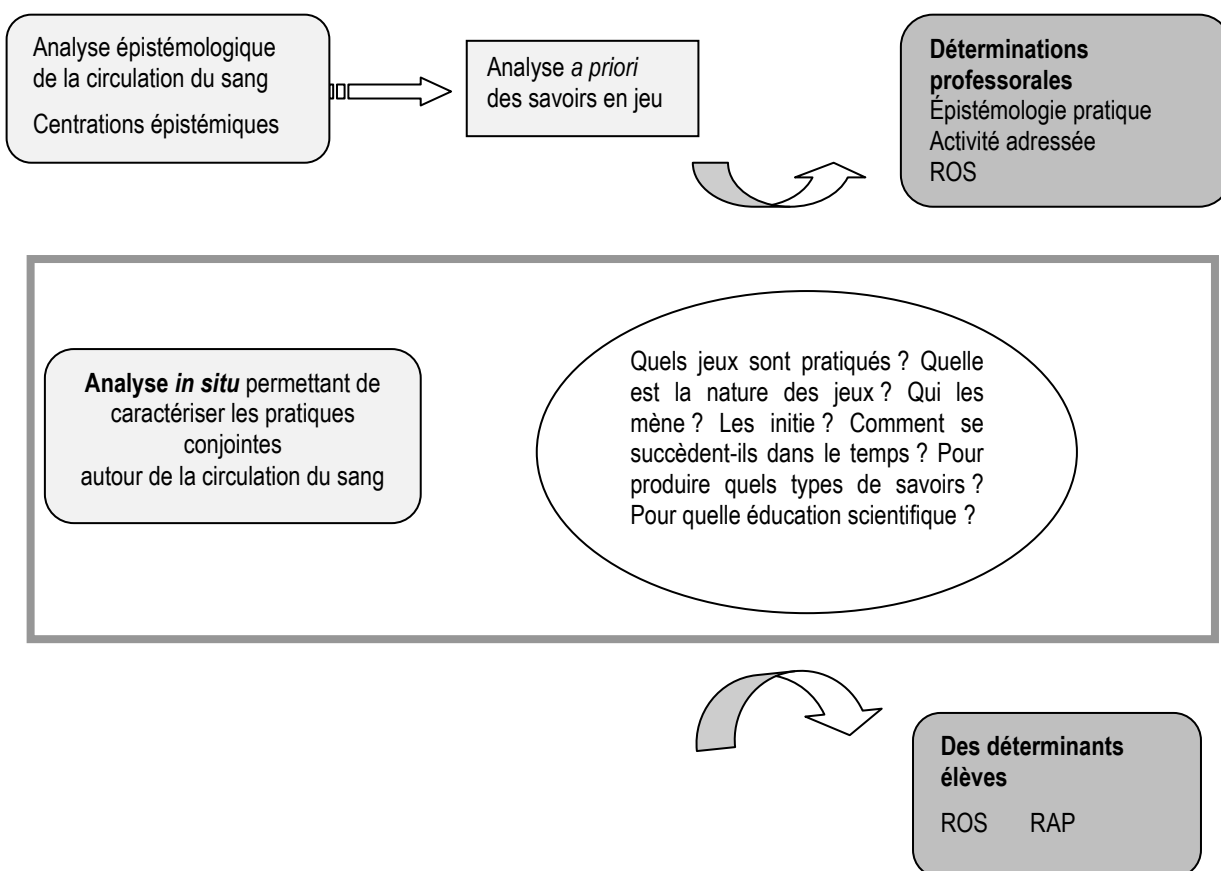 Analyse épistémologique
de la circulation du sang
Centrations épistémiques
Analyse a priori
des savoirs en jeu
Déterminations
professorales
Épistémologie pratique
Activité adressée
ROS
Analyse in situ permettant de
caractériser les pratiques
conjointes
autour de la circulation du sang
Quels jeux sont pratiqués ? Quelle
est la nature des jeux ? Qui les
mène ? Les initie ? Comment se
succèdent-ils dans le temps ? Pour
produire quels types de savoirs ?
Pour quelle éducation scientifique ?
Des déterminants
élèves
ROS RAP